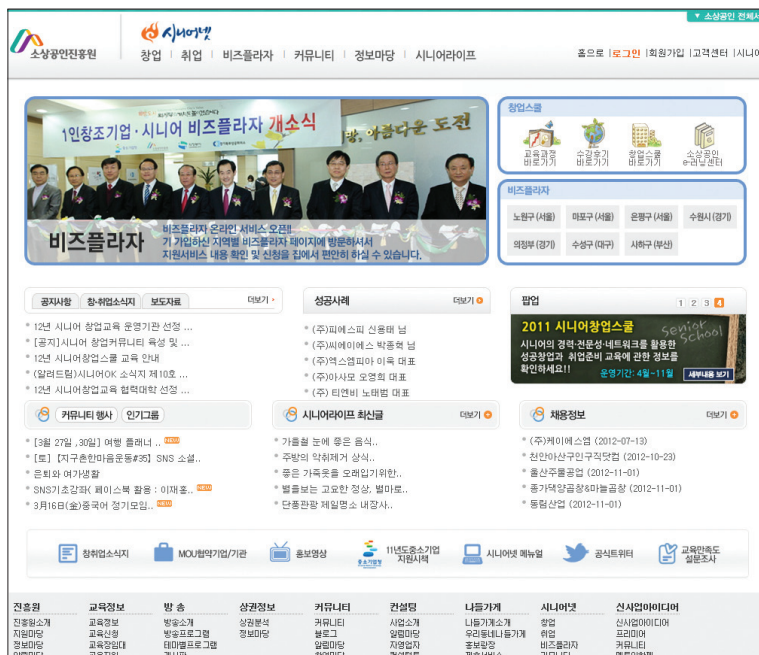 ▼ 소상공인 전체서
소상공인진흥원
시니어넷
창업 | 취업 | 비즈플라자 | 커뮤니티 | 정보마당 | 시니어라이프
홈으로 |로그인 |회원가입 |고객센터 |시니어
1인창조기업·시니어 비즈플라자 개소식
랑, 아름다운 도전
비즈플라자
비즈플라자 온라인 서비스 오픈!!
기 가입하신 지역별 비즈플라자 페이지에 방문하셔서
지원서비스 내용 확인 및 신청을 집에서 편안히 하실 수 있습니다.
창업스쿨
교육과정 바로가기
수강후기 바로가기
창업스쿨 바로가기
소상공인 e-러닝센터
비즈플라자
노원구 (서울) 마포구 (서울) 은평구 (서울) 수원시 (경기)
의정부 (경기) 수성구 (대구) 사하구 (부산)
공지사항 창·취업소식지 보도자료 더보기
* 12년 시니어 창업교육 운영기관 선정 ...
* [공지]시니어 창업커뮤니티 육성 및 ...
* 12년 시니어창업스쿨 교육 안내
* (알려드림)시니어OK 소식지 제10호 ...
* 12년 시니어창업교육 협력대학 선정 ...
성공사례 더보기
* (주)피에스피 신용태 님
* (주)씨에이에스 박종혁 님
* (주)엑스엠피아 이욱 대표
* (주)아사모 오영희 대표
* (주) 티엔비 노태범 대표
팝업 1 2 3 4
2011 시니어창업스쿨
Senior School
시니어의 경력·전문성·네트워크를 활용한
성공창업과 취업준비 교육에 관한 정보를
확인하세요!!
운영기간: 4월~11월 세부내용 보기
커뮤니티 행사 인기그룹
* [3월 27일 ,30일] 여행 플래너 .. NEW
* [토] 【지구촌한마음운동#35】 SNS 소셜..
* 은퇴와 여가생활
* SNS기초강좌( 페이스북 활용 : 이재홍.. NEW
* 3월16日(金)중국어 정기모임.. NEW
시니어라이프 최신글 더보기
* 가을철 눈에 좋은 음식..
* 주방의 악취제거 상식..
* 좋은 가죽옷을 오래입기위한..
* 별들보는 고요한 정상, 별마로..
* 단풍관광 제일명소 내장사..
채용정보 더보기
* (주)케이에스엠 (2012-07-13)
* 천안아산구인구직닷컴 (2012-10-23)
* 울산주물공업 (2012-11-01)
* 종가댁양곱창&마늘곱창 (2012-11-01)
* 동림산업 (2012-11-01)
창취업소식지
MOU협약기업/기관
홍보영상
중소기업청
11년도중소기업 지원시책
시니어넷 메뉴얼
공식트위터
교육만족도 설문조사
진흥원 교육정보 방 송 상권정보 커뮤니티 컨설팅 나들가게 시니어넷 신사업아이디어
진흥원소개 교육정보 방송소개 상권분석 커뮤니티 사업소개 나들가게소개 창업 신사업아이디어
지원마당 교육신청 방송프로그램 정보마당 블로그 알림마당 우리동네나들가게 취업 프리미어
정보마당 교육장임대 테마별프로그램 알림마당 자영업자 홍보광장 비즈플라자 커뮤니티